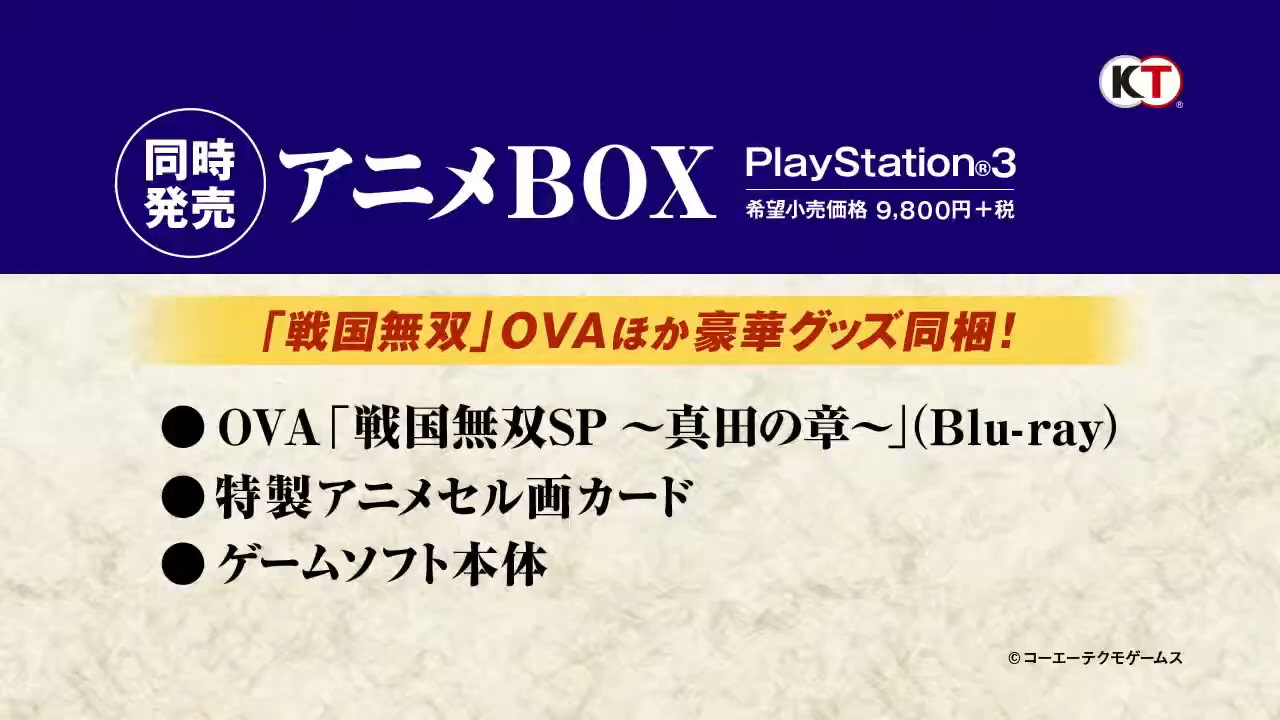 KT®
同時
発売
アニメBOX
PlayStation®3
希望小売価格 9,800円+税
「戦国無双」OVAほか豪華グッズ同梱!
● OVA「戦国無双SP ～真田の章～」(Blu-ray)
● 特製アニメセル画カード
● ゲームソフト本体
©コーエーテクモゲームス